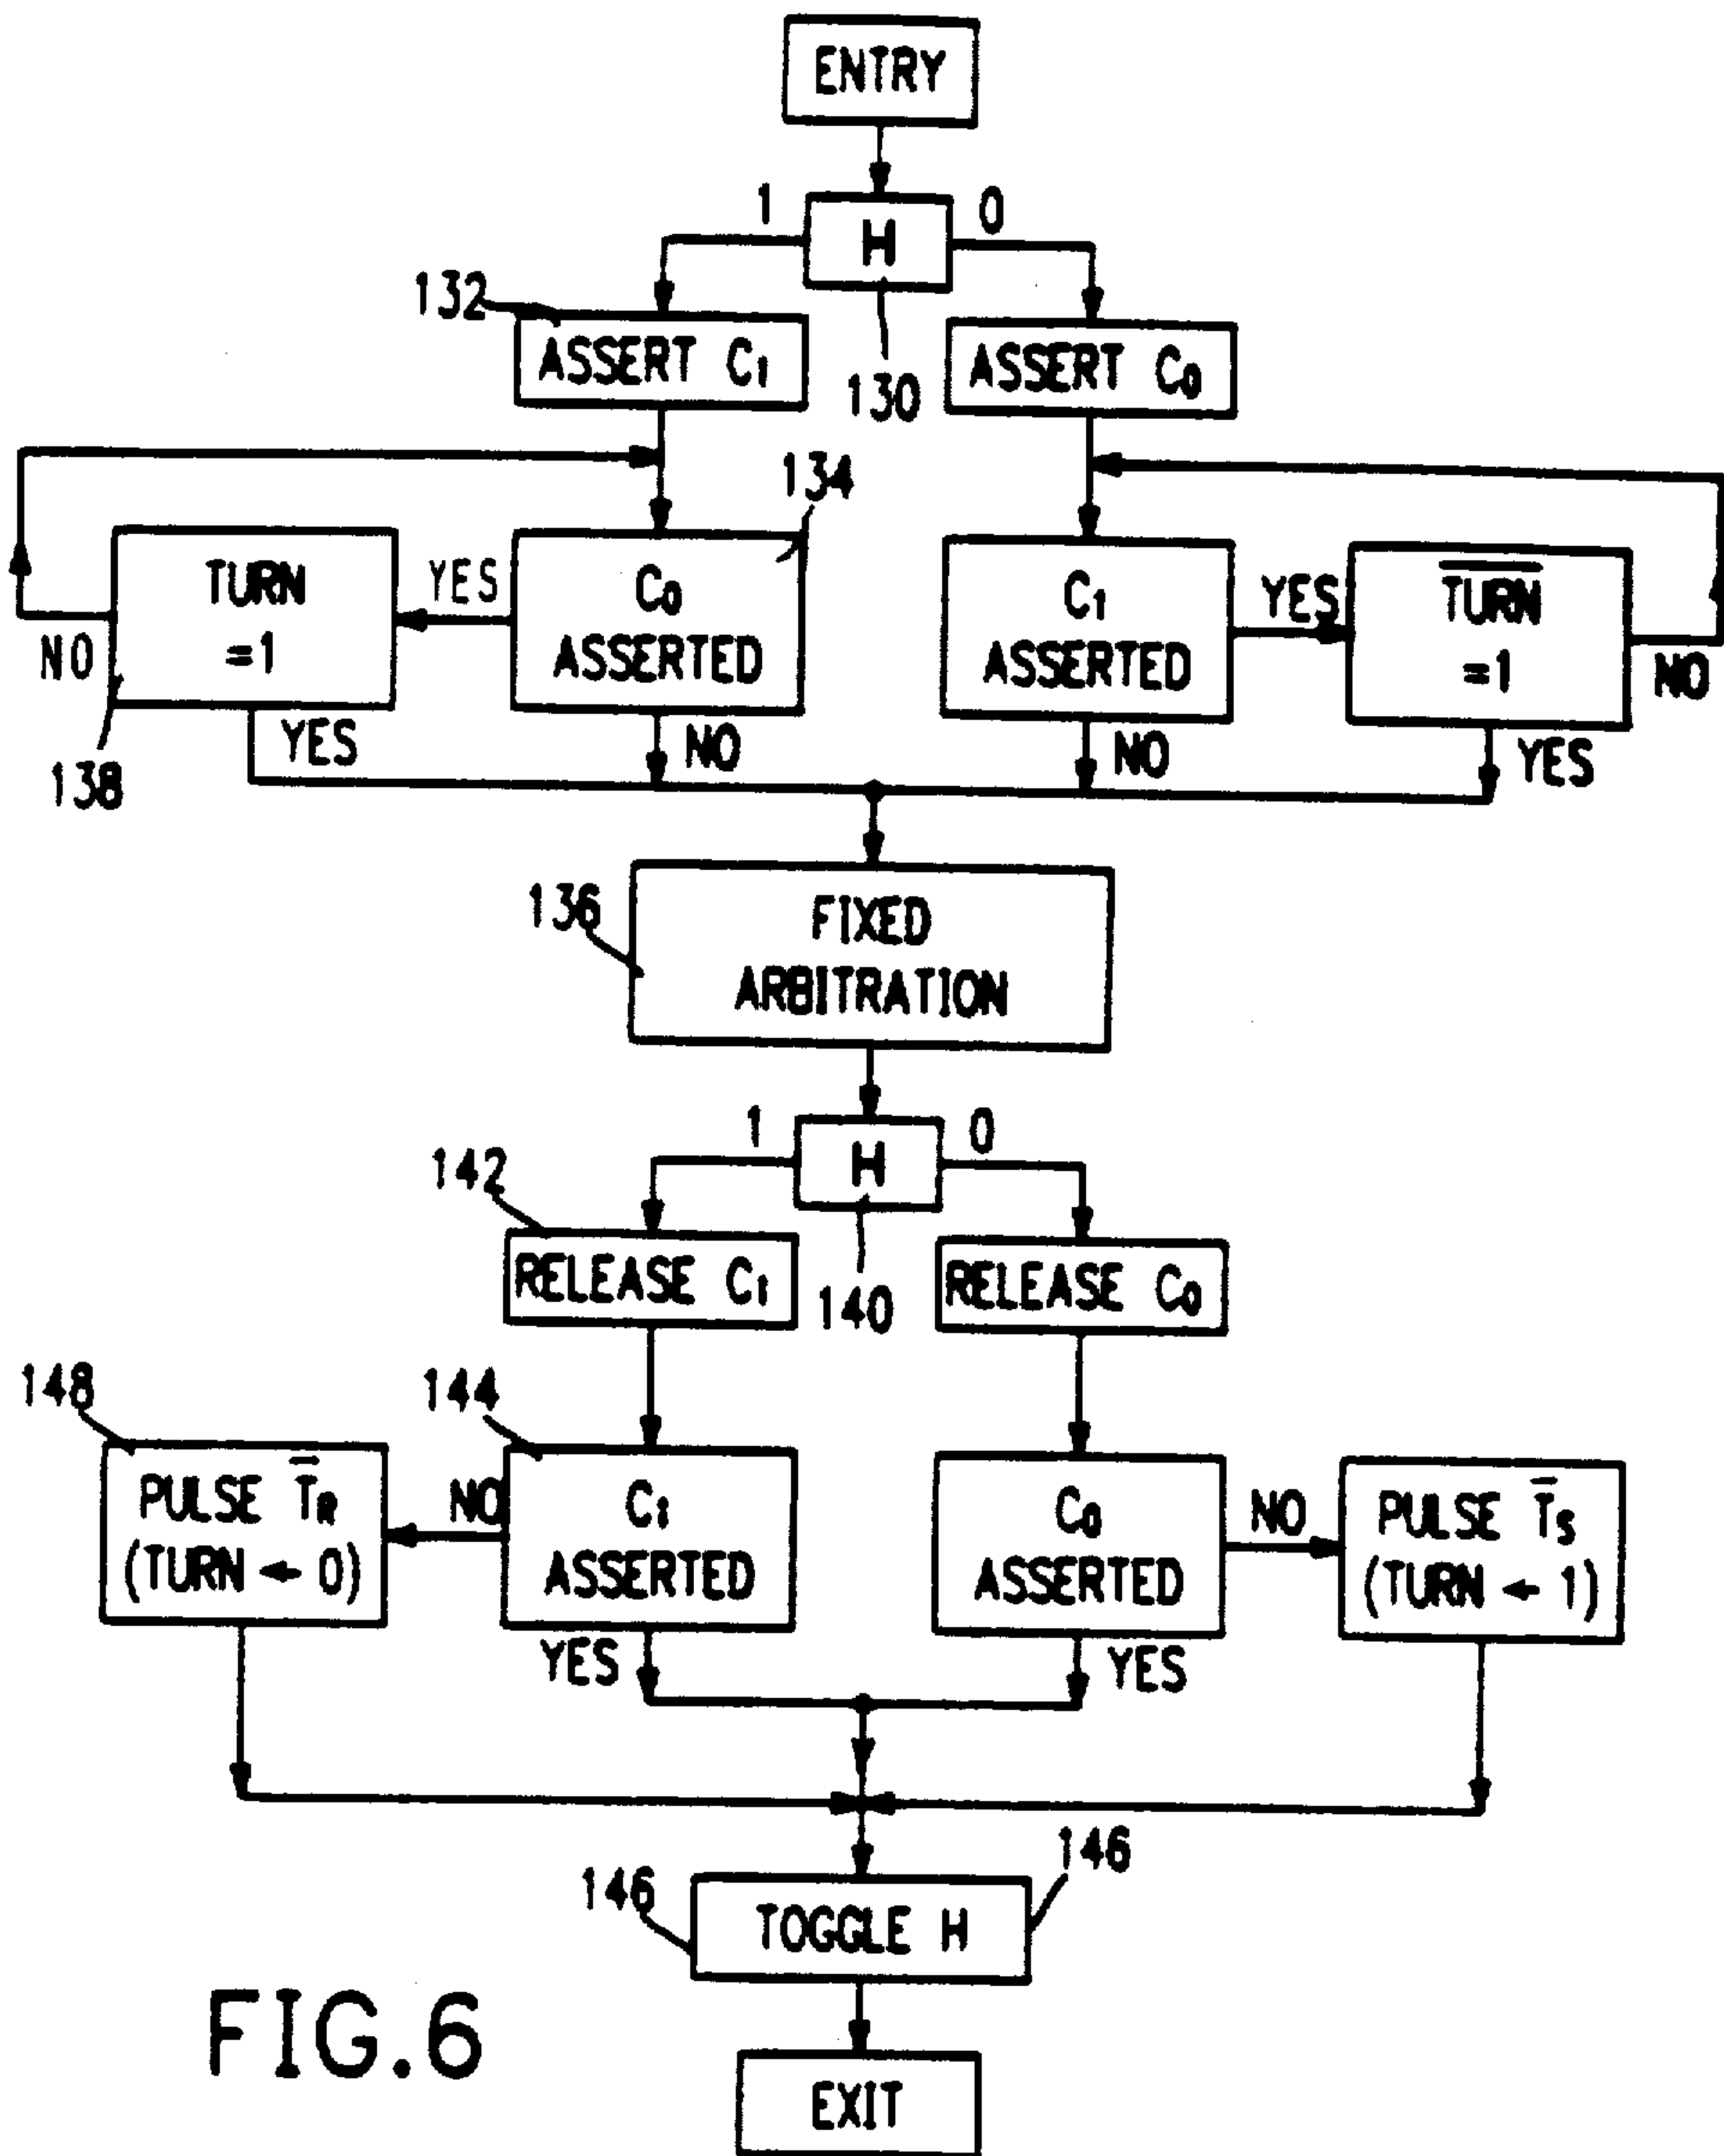 ENTRY
1 H 0
132
ASSERT C₁
130
ASSERT C₀
134
TURN
=1
YES
NO
C₀
ASSERTED
C₁
ASSERTED
YES
T̅U̅R̅N̅
=1
NO
138
YES
NO
NO
YES
136
FIXED
ARBITRATION
1 H 0
142
RELEASE C₁
140
RELEASE C₀
148
144
PULSE T̅R
(TURN ← 0)
NO
C₁
ASSERTED
C₀
ASSERTED
NO
PULSE T̅S
(TURN ← 1)
YES
YES
146
TOGGLE H
146
FIG.6
EXIT